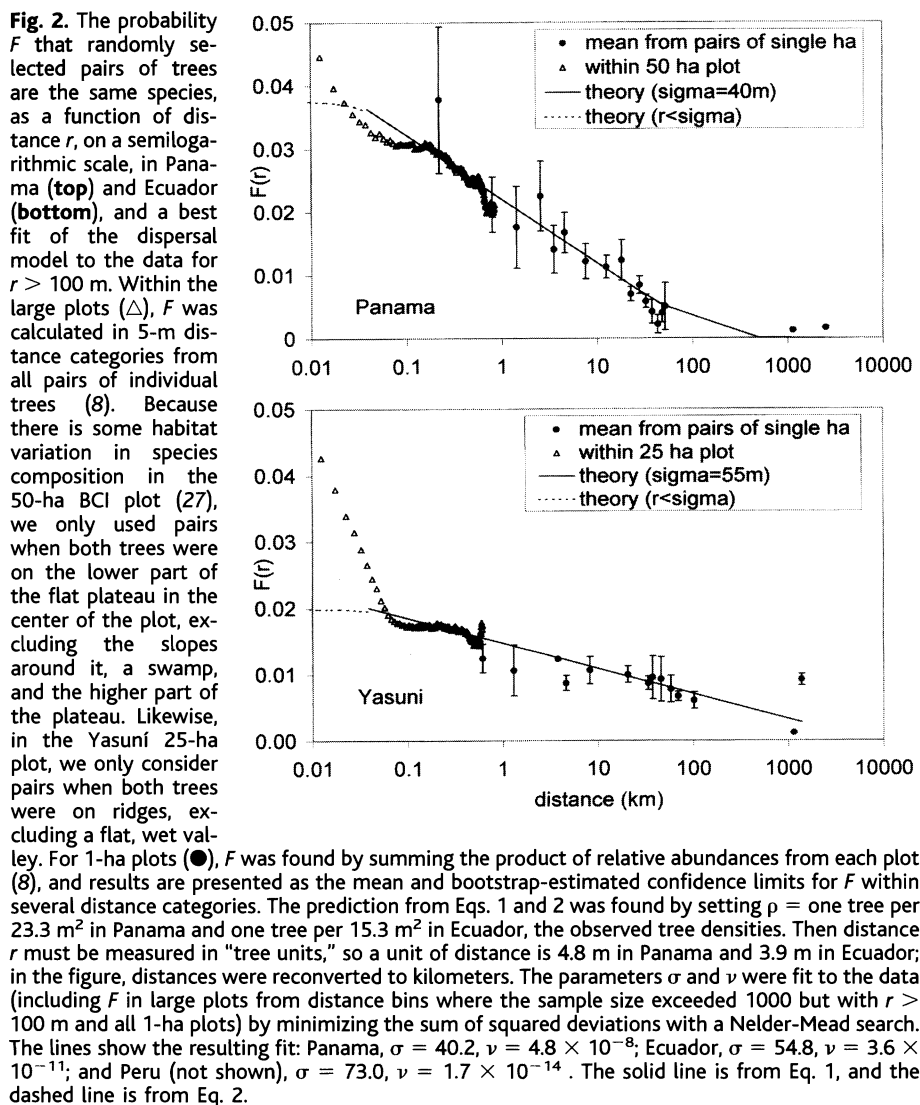 Fig. 2. The probability
F that randomly se-
lected pairs of trees
are the same species,
as a function of dis-
tance r, on a semiloga-
rithmic scale, in Pana-
ma (top) and Ecuador
(bottom), and a best
fit of the dispersal
model to the data for
r > 100 m. Within the
large plots (△), F was
calculated in 5-m dis-
tance categories from
all pairs of individual
trees (8). Because
there is some habitat
variation in species
composition in the
50-ha BCI plot (27),
we only used pairs
when both trees were
on the lower part of
the flat plateau in the
center of the plot, ex-
cluding the slopes
around it, a swamp,
and the higher part of
the plateau. Likewise,
in the Yasuní 25-ha
plot, we only consider
pairs when both trees
were on ridges, ex-
cluding a flat, wet val-
ley. For 1-ha plots (●), F was found by summing the product of relative abundances from each plot
(8), and results are presented as the mean and bootstrap-estimated confidence limits for F within
several distance categories. The prediction from Eqs. 1 and 2 was found by setting ρ = one tree per
23.3 m² in Panama and one tree per 15.3 m² in Ecuador, the observed tree densities. Then distance
r must be measured in "tree units," so a unit of distance is 4.8 m in Panama and 3.9 m in Ecuador;
in the figure, distances were reconverted to kilometers. The parameters σ and ν were fit to the data
(including F in large plots from distance bins where the sample size exceeded 1000 but with r >
100 m and all 1-ha plots) by minimizing the sum of squared deviations with a Nelder-Mead search.
The lines show the resulting fit: Panama, σ = 40.2, ν = 4.8 × 10⁻⁸; Ecuador, σ = 54.8, ν = 3.6 ×
10⁻¹¹; and Peru (not shown), σ = 73.0, ν = 1.7 × 10⁻¹⁴ . The solid line is from Eq. 1, and the
dashed line is from Eq. 2.
0.05
0.04
0.03
0.02
0.01
0
F(r)
mean from pairs of single ha
within 50 ha plot
theory (sigma=40m)
theory (r<sigma)
Panama
0.01 0.1 1 10 100 1000 10000
0.05
0.04
0.03
0.02
0.01
0.00
F(r)
mean from pairs of single ha
within 25 ha plot
theory (sigma=55m)
theory (r<sigma)
Yasuni
0.01 0.1 1 10 100 1000 10000
distance (km)